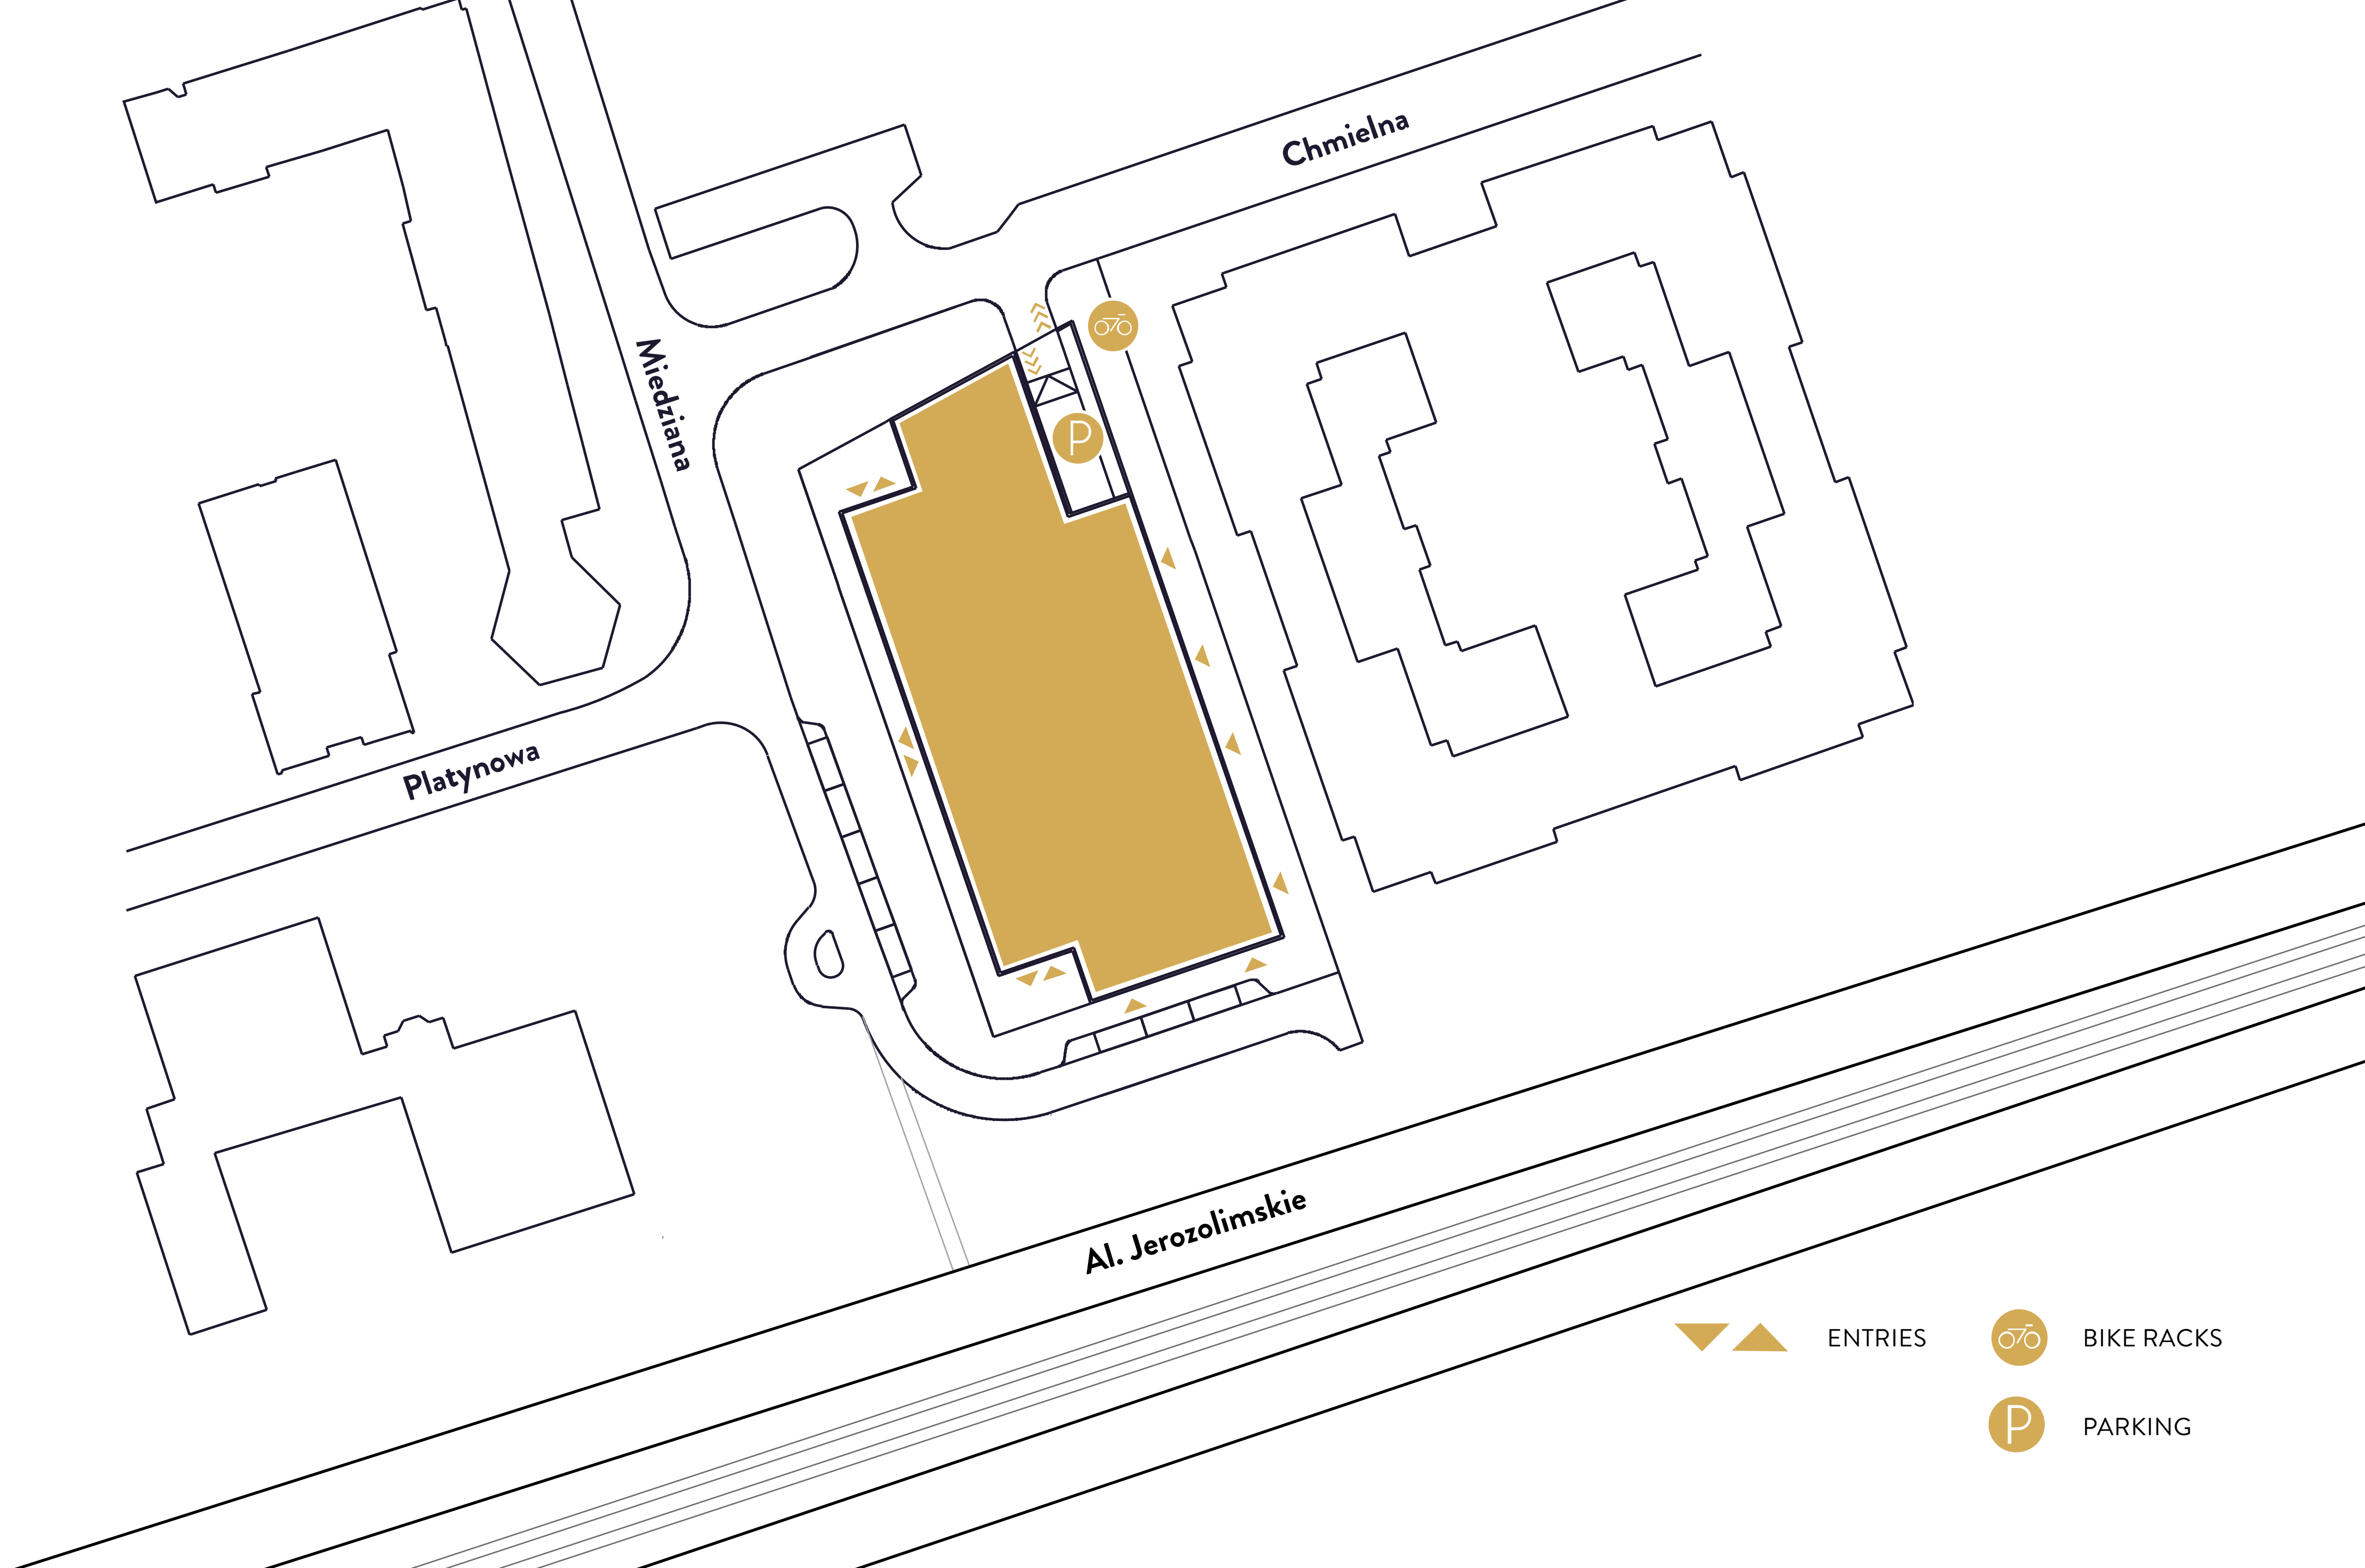 Chmielna
Miedziana
P
Platynowa
Al. Jerozolimskie
ENTRIES
BIKE RACKS
P
PARKING